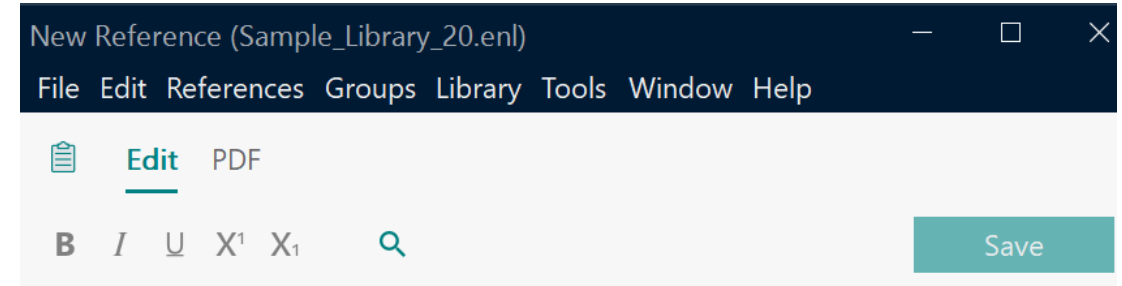 New Reference (Sample_Library_20.enl)
File Edit References Groups Library Tools Window Help
Edit PDF
B I U X¹ X₁ Save